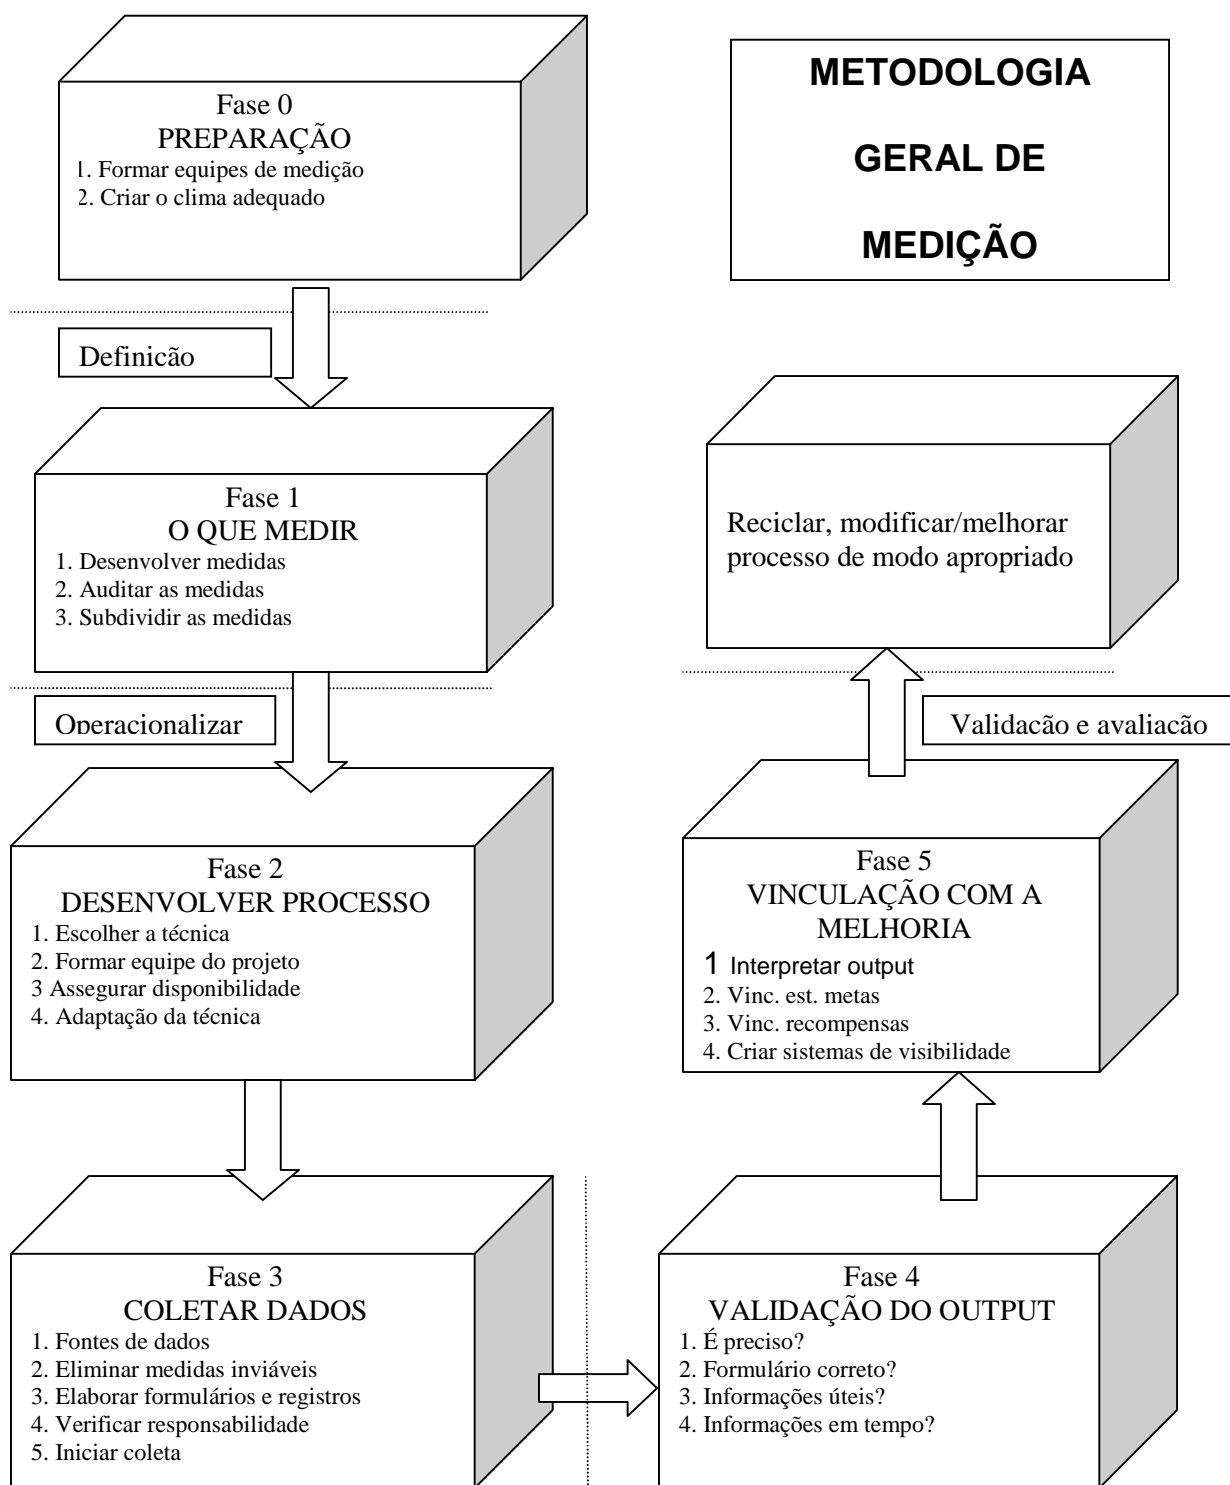 METODOLOGIA
GERAL DE
MEDIÇÃO
Fase 0
PREPARAÇÃO
1. Formar equipes de medição
2. Criar o clima adequado
Definicão
Fase 1
O QUE MEDIR
1. Desenvolver medidas
2. Auditar as medidas
3. Subdividir as medidas
Operacionalizar
Fase 2
DESENVOLVER PROCESSO
1. Escolher a técnica
2. Formar equipe do projeto
3 Assegurar disponibilidade
4. Adaptação da técnica
Fase 3
COLETAR DADOS
1. Fontes de dados
2. Eliminar medidas inviáveis
3. Elaborar formulários e registros
4. Verificar responsabilidade
5. Iniciar coleta
Fase 4
VALIDAÇÃO DO OUTPUT
1. É preciso?
2. Formulário correto?
3. Informações úteis?
4. Informações em tempo?
Fase 5
VINCULAÇÃO COM A
MELHORIA
1 Interpretar output
2. Vinc. est. metas
3. Vinc. recompensas
4. Criar sistemas de visibilidade
Validacão e avaliacão
Reciclar, modificar/melhorar
processo de modo apropriado